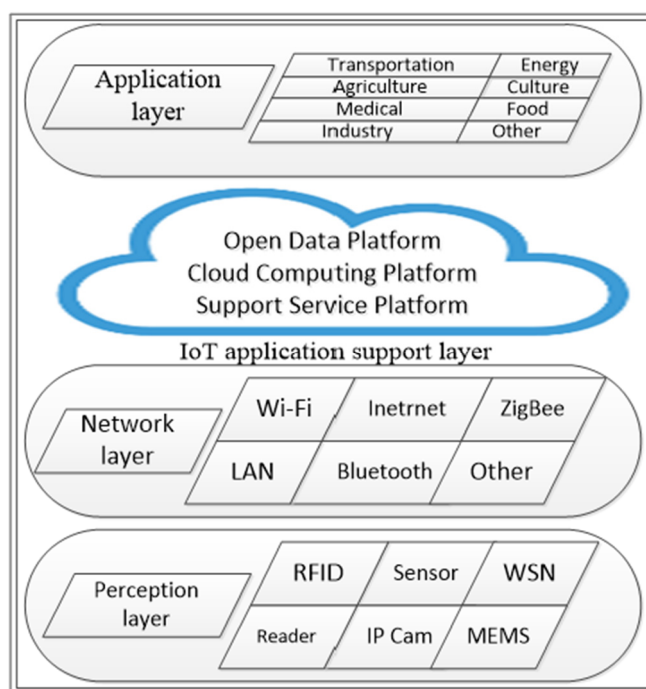 Application
layer
Transportation Energy
Agriculture Culture
Medical Food
Industry Other
Open Data Platform
Cloud Computing Platform
Support Service Platform
IoT application support layer
Network
layer
Wi-Fi Inetrnet ZigBee
LAN Bluetooth Other
Perception
layer
RFID Sensor WSN
Reader IP Cam MEMS